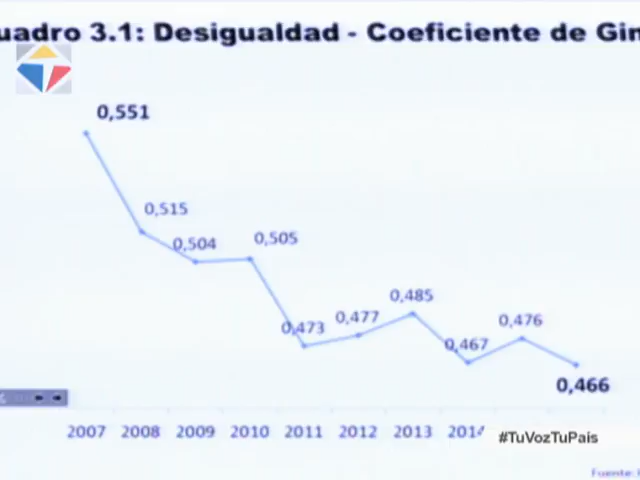 uadro 3.1: Desigualdad - Coeficiente de Gin
0,551
0,515
0,504
0,505
0,473
0,477
0,485
0,467
0,476
0,466
2007 2008 2009 2010 2011 2012 2013 2014
#TuVozTuPaís
Fuente: